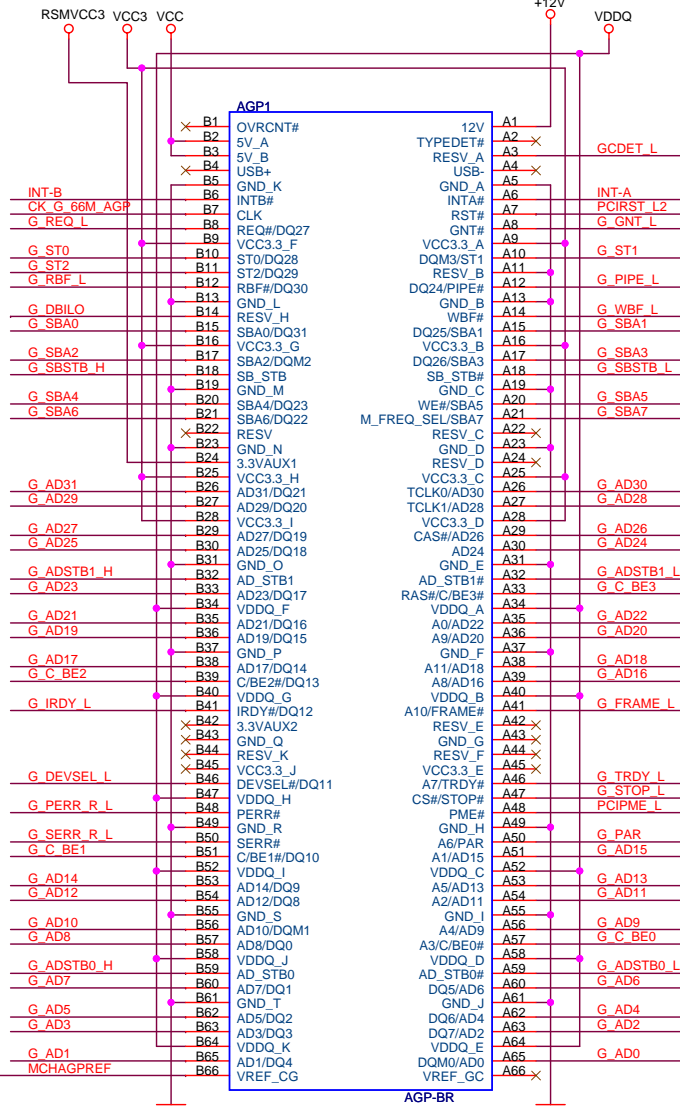 RSMVCC3 VCC3 VCC +12V VDDQ
AGP1
B1 OVRCNT# 12V A1
B2 5V_A TYPEDET# A2
B3 5V_B RESV_A A3 GCDET_L
B4 USB+ USB- A4
B5 GND_K GND_A A5
INT-B B6 INTB# INTA# A6 INT-A
CK_G_66M_AGP B7 CLK RST# A7 PCIRST_L2
G_REQ_L B8 REQ#/DQ27 GNT# A8 G_GNT_L
B9 VCC3.3_F VCC3.3_A A9
G_ST0 B10 ST0/DQ28 DQM3/ST1 A10 G_ST1
G_ST2 B11 ST2/DQ29 RESV_B A11
G_RBF_L B12 RBF#/DQ30 DQ24/PIPE# A12 G_PIPE_L
B13 GND_L GND_B A13
G_DBILO B14 RESV_H WBF# A14 G_WBF_L
G_SBA0 B15 SBA0/DQ31 DQ25/SBA1 A15 G_SBA1
B16 VCC3.3_G VCC3.3_B A16
G_SBA2 B17 SBA2/DQM2 DQ26/SBA3 A17 G_SBA3
G_SBSTB_H B18 SB_STB SB_STB# A18 G_SBSTB_L
B19 GND_M GND_C A19
G_SBA4 B20 SBA4/DQ23 WE#/SBA5 A20 G_SBA5
G_SBA6 B21 SBA6/DQ22 M_FREQ_SEL/SBA7 A21 G_SBA7
B22 RESV RESV_C A22
B23 GND_N GND_D A23
B24 3.3VAUX1 RESV_D A24
B25 VCC3.3_H VCC3.3_C A25
G_AD31 B26 AD31/DQ21 TCLK0/AD30 A26 G_AD30
G_AD29 B27 AD29/DQ20 TCLK1/AD28 A27 G_AD28
B28 VCC3.3_I VCC3.3_D A28
G_AD27 B29 AD27/DQ19 CAS#/AD26 A29 G_AD26
G_AD25 B30 AD25/DQ18 AD24 A30 G_AD24
B31 GND_O GND_E A31
G_ADSTB1_H B32 AD_STB1 AD_STB1# A32 G_ADSTB1_L
G_AD23 B33 AD23/DQ17 RAS#/C/BE3# A33 G_C_BE3
B34 VDDQ_F VDDQ_A A34
G_AD21 B35 AD21/DQ16 A0/AD22 A35 G_AD22
G_AD19 B36 AD19/DQ15 A9/AD20 A36 G_AD20
B37 GND_P GND_F A37
G_AD17 B38 AD17/DQ14 A11/AD18 A38 G_AD18
G_C_BE2 B39 C/BE2#/DQ13 A8/AD16 A39 G_AD16
B40 VDDQ_G VDDQ_B A40
G_IRDY_L B41 IRDY#/DQ12 A10/FRAME# A41 G_FRAME_L
B42 3.3VAUX2 RESV_E A42
B43 GND_Q GND_G A43
B44 RESV_K RESV_F A44
B45 VCC3.3_J VCC3.3_E A45
G_DEVSEL_L B46 DEVSEL#/DQ11 A7/TRDY# A46 G_TRDY_L
B47 VDDQ_H CS#/STOP# A47 G_STOP_L
G_PERR_R_L B48 PERR# PME# A48 PCIPME_L
B49 GND_R GND_H A49
G_SERR_R_L B50 SERR# A6/PAR A50 G_PAR
G_C_BE1 B51 C/BE1#/DQ10 A1/AD15 A51 G_AD15
B52 VDDQ_I VDDQ_C A52
G_AD14 B53 AD14/DQ9 A5/AD13 A53 G_AD13
G_AD12 B54 AD12/DQ8 A2/AD11 A54 G_AD11
B55 GND_S GND_I A55
G_AD10 B56 AD10/DQM1 A4/AD9 A56 G_AD9
G_AD8 B57 AD8/DQ0 A3/C/BE0# A57 G_C_BE0
B58 VDDQ_J VDDQ_D A58
G_ADSTB0_H B59 AD_STB0 AD_STB0# A59 G_ADSTB0_L
G_AD7 B60 AD7/DQ1 DQ5/AD6 A60 G_AD6
B61 GND_T GND_J A61
G_AD5 B62 AD5/DQ2 DQ6/AD4 A62 G_AD4
G_AD3 B63 AD3/DQ3 DQ7/AD2 A63 G_AD2
B64 VDDQ_K VDDQ_E A64
G_AD1 B65 AD1/DQ4 DQM0/AD0 A65 G_AD0
MCHAGPREF B66 VREF_CG VREF_GC A66
AGP-BR